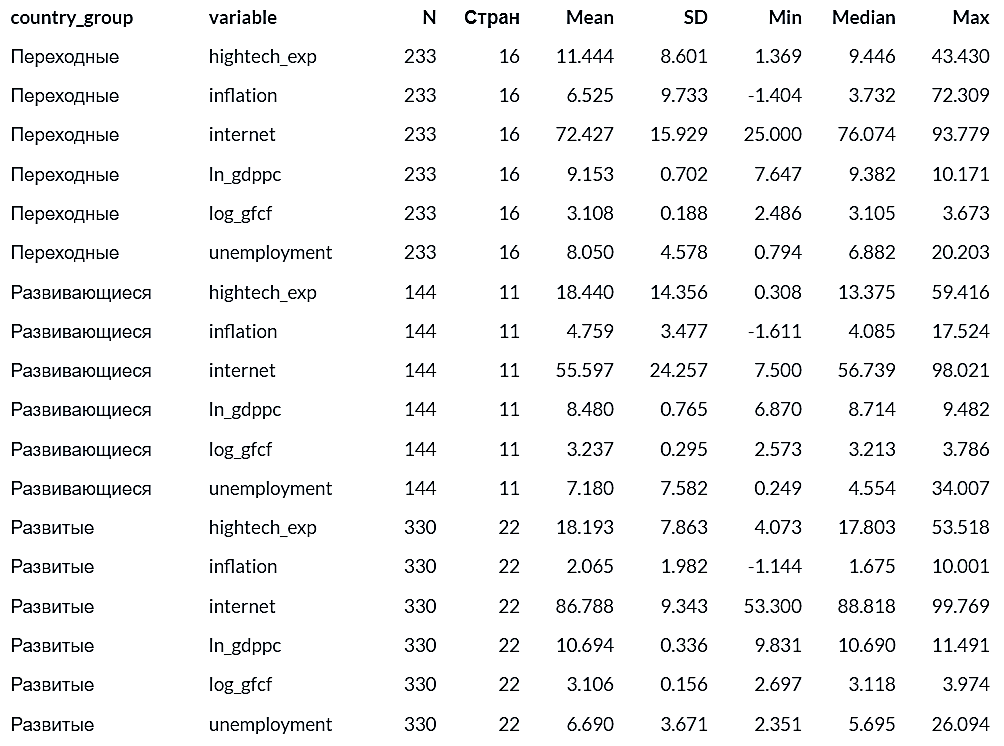 country_group variable N Стран Mean SD Min Median Max
Переходные hightech_exp 233 16 11.444 8.601 1.369 9.446 43.430
Переходные inflation 233 16 6.525 9.733 -1.404 3.732 72.309
Переходные internet 233 16 72.427 15.929 25.000 76.074 93.779
Переходные ln_gdppc 233 16 9.153 0.702 7.647 9.382 10.171
Переходные log_gfcf 233 16 3.108 0.188 2.486 3.105 3.673
Переходные unemployment 233 16 8.050 4.578 0.794 6.882 20.203
Развивающиеся hightech_exp 144 11 18.440 14.356 0.308 13.375 59.416
Развивающиеся inflation 144 11 4.759 3.477 -1.611 4.085 17.524
Развивающиеся internet 144 11 55.597 24.257 7.500 56.739 98.021
Развивающиеся ln_gdppc 144 11 8.480 0.765 6.870 8.714 9.482
Развивающиеся log_gfcf 144 11 3.237 0.295 2.573 3.213 3.786
Развивающиеся unemployment 144 11 7.180 7.582 0.249 4.554 34.007
Развитые hightech_exp 330 22 18.193 7.863 4.073 17.803 53.518
Развитые inflation 330 22 2.065 1.982 -1.144 1.675 10.001
Развитые internet 330 22 86.788 9.343 53.300 88.818 99.769
Развитые ln_gdppc 330 22 10.694 0.336 9.831 10.690 11.491
Развитые log_gfcf 330 22 3.106 0.156 2.697 3.118 3.974
Развитые unemployment 330 22 6.690 3.671 2.351 5.695 26.094